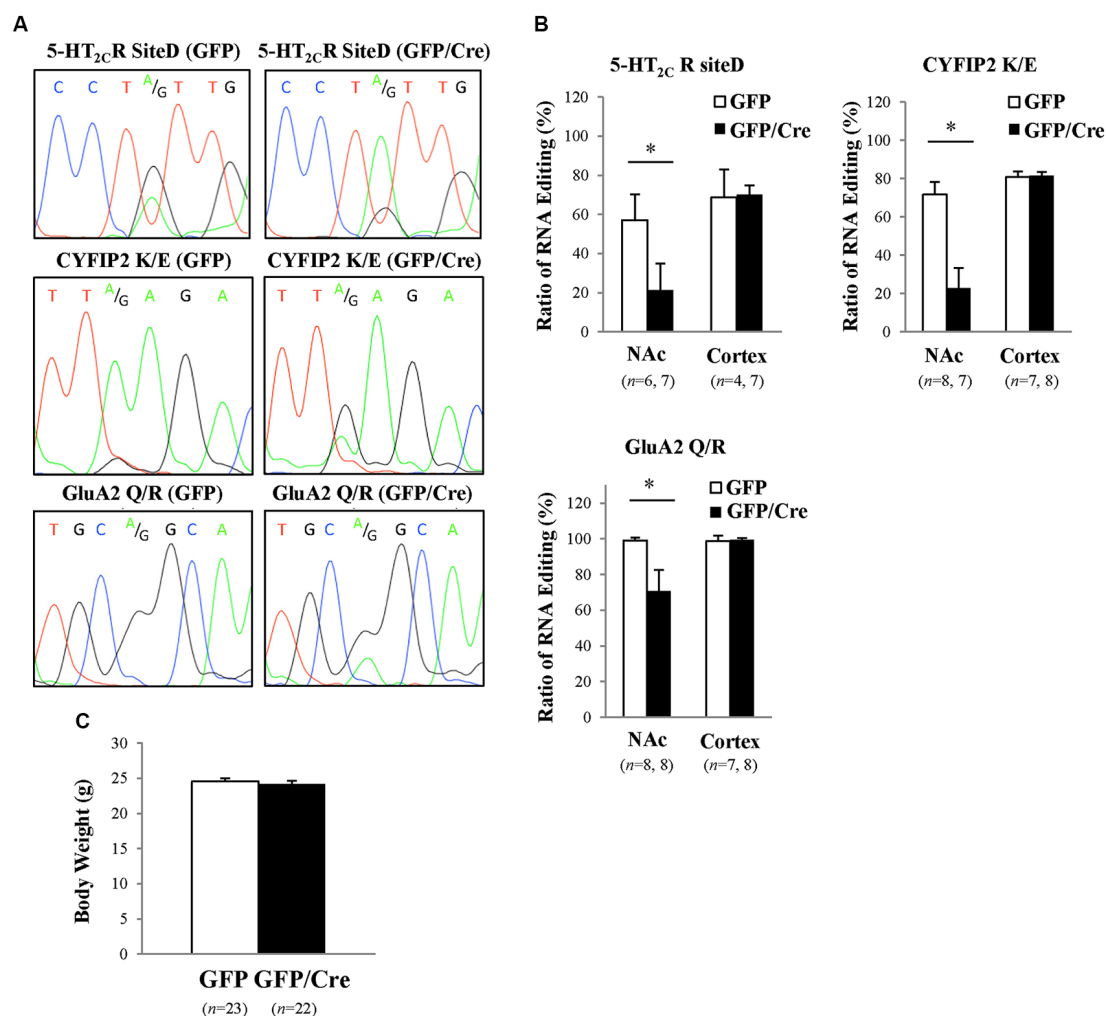 A
5-HT2CR SiteD (GFP) 5-HT2CR SiteD (GFP/Cre)
C C T A/G T T G
C C T A/G T T G
CYFIP2 K/E (GFP) CYFIP2 K/E (GFP/Cre)
T T A/G A G A
T T A/G A G A
GluA2 Q/R (GFP) GluA2 Q/R (GFP/Cre)
T G C A/G G C A
T G C A/G G C A
B
5-HT2C R siteD
Ratio of RNA Editing (%)
120
100
80
60
40
20
0
GFP
GFP/Cre
*
NAc Cortex
(n=6, 7) (n=4, 7)
CYFIP2 K/E
Ratio of RNA Editing (%)
120
100
80
60
40
20
0
GFP
GFP/Cre
*
NAc Cortex
(n=8, 7) (n=7, 8)
GluA2 Q/R
Ratio of RNA Editing (%)
120
100
80
60
40
20
0
GFP
GFP/Cre
*
NAc Cortex
(n=8, 8) (n=7, 8)
C
Body Weight (g)
30
25
20
15
10
5
0
GFP GFP/Cre
(n=23) (n=22)